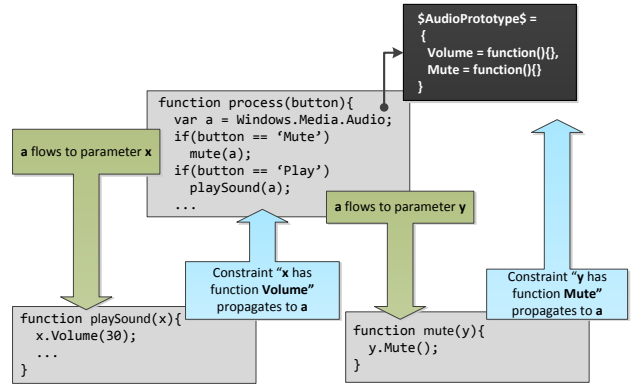 $AudioPrototype$ =
{
Volume = function(){},
Mute = function(){}
}
function process(button){
var a = Windows.Media.Audio;
if(button == ‘Mute’)
mute(a);
if(button == ‘Play’)
playSound(a);
...
a flows to parameter x
a flows to parameter y
Constraint “x has
function Volume”
propagates to a
Constraint “y has
function Mute”
propagates to a
function playSound(x){
x.Volume(30);
...
}
function mute(y){
y.Mute();
}